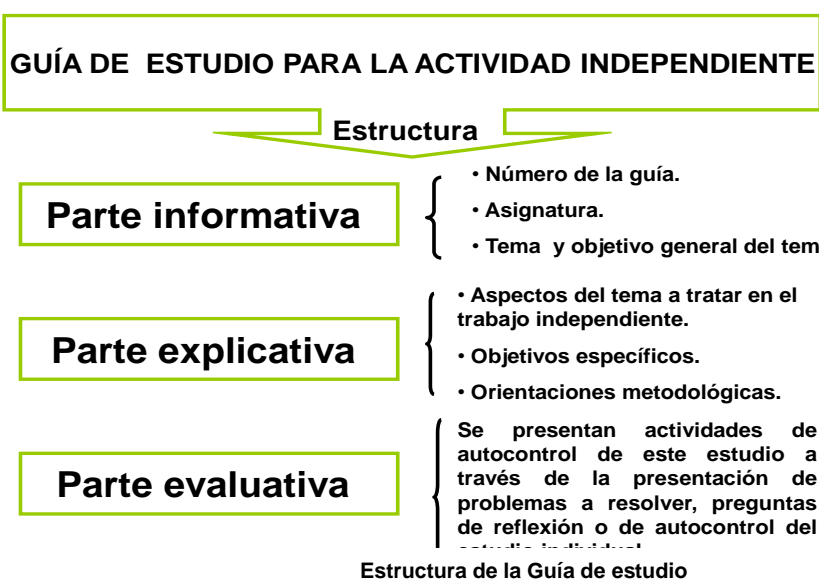 GUÍA DE ESTUDIO PARA LA ACTIVIDAD INDEPENDIENTE
Estructura
Parte informativa
• Número de la guía.
• Asignatura.
• Tema y objetivo general del tem
Parte explicativa
• Aspectos del tema a tratar en el
trabajo independiente.
• Objetivos específicos.
• Orientaciones metodológicas.
Parte evaluativa
Se presentan actividades de
autocontrol de este estudio a
través de la presentación de
problemas a resolver, preguntas
de reflexión o de autocontrol del
estudio individual
Estructura de la Guía de estudio